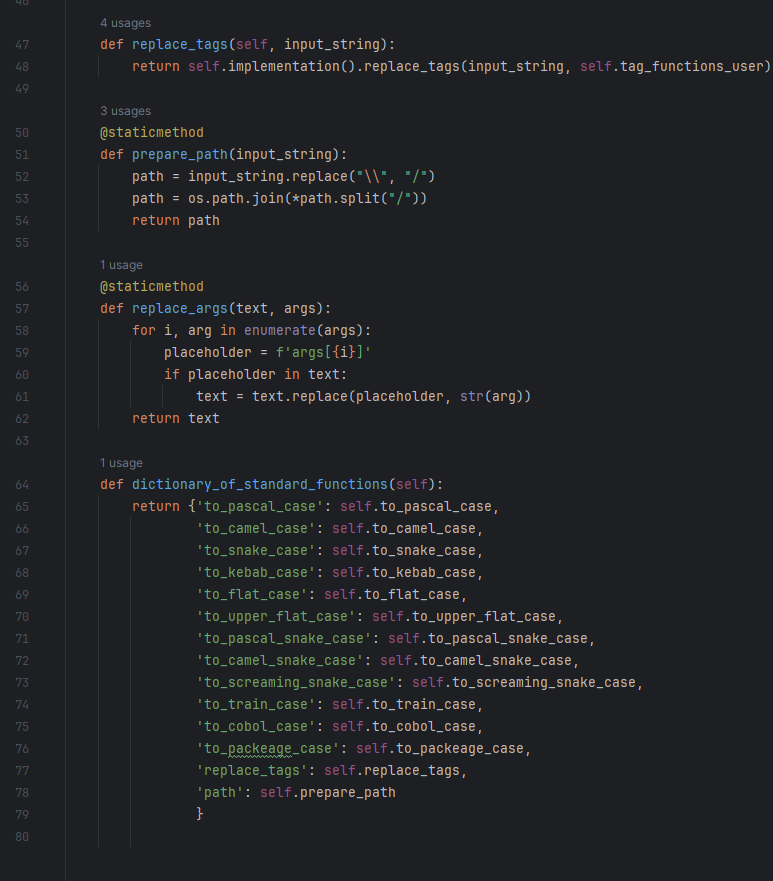 46
4 usages
47 def replace_tags(self, input_string):
48 return self.implementation().replace_tags(input_string, self.tag_functions_user)
49
3 usages
50 @staticmethod
51 def prepare_path(input_string):
52 path = input_string.replace("\\", "/")
53 path = os.path.join(*path.split("/"))
54 return path
55
1 usage
56 @staticmethod
57 def replace_args(text, args):
58 for i, arg in enumerate(args):
59 placeholder = f'args[{i}]'
60 if placeholder in text:
61 text = text.replace(placeholder, str(arg))
62 return text
63
1 usage
64 def dictionary_of_standard_functions(self):
65 return {'to_pascal_case': self.to_pascal_case,
66 'to_camel_case': self.to_camel_case,
67 'to_snake_case': self.to_snake_case,
68 'to_kebab_case': self.to_kebab_case,
69 'to_flat_case': self.to_flat_case,
70 'to_upper_flat_case': self.to_upper_flat_case,
71 'to_pascal_snake_case': self.to_pascal_snake_case,
72 'to_camel_snake_case': self.to_camel_snake_case,
73 'to_screaming_snake_case': self.to_screaming_snake_case,
74 'to_train_case': self.to_train_case,
75 'to_cobol_case': self.to_cobol_case,
76 'to_packeage_case': self.to_packeage_case,
77 'replace_tags': self.replace_tags,
78 'path': self.prepare_path
79 }
80